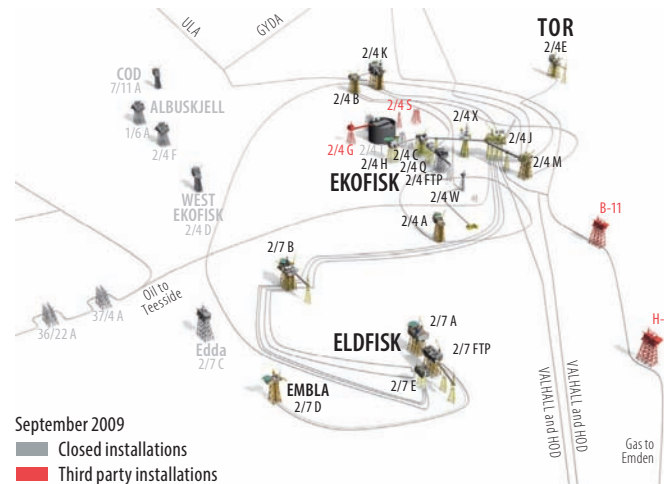 ULA
GYDA
TOR
2/4 E
COD
7/11 A
2/4 K
2/4 B
ALBUSKJELL
1/6 A
2/4 F
2/4 S
2/4 X
2/4 J
2/4 G
2/4 H
2/4 C
2/4 Q
2/4 FTP
2/4 M
EKOFISK
2/4 W
WEST
EKOFISK
2/4 D
2/4 A
B-11
2/7 B
Oil to
Teesside
37/4 A
36/22 A
Edda
2/7 C
ELDFISK
2/7 A
2/7 FTP
2/7 E
H-
EMBLA
2/7 D
VALHALL and HOD
VALHALL and HOD
Gas to
Emden
September 2009
Closed installations
Third party installations